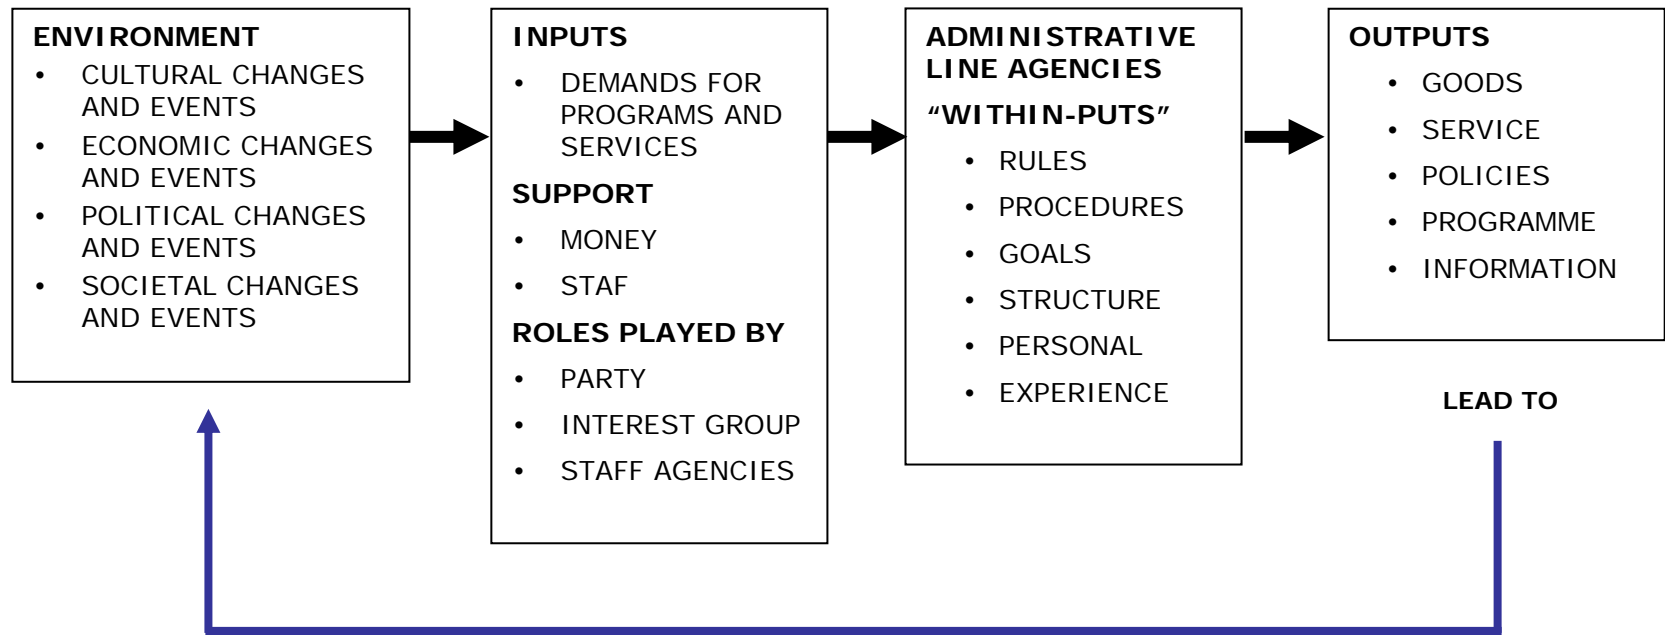 ENVIRONMENT
• CULTURAL CHANGES
AND EVENTS
• ECONOMIC CHANGES
AND EVENTS
• POLITICAL CHANGES
AND EVENTS
• SOCIETAL CHANGES
AND EVENTS
INPUTS
• DEMANDS FOR
PROGRAMS AND
SERVICES
SUPPORT
• MONEY
• STAF
ROLES PLAYED BY
• PARTY
• INTEREST GROUP
• STAFF AGENCIES
ADMINISTRATIVE
LINE AGENCIES
“WITHIN-PUTS”
• RULES
• PROCEDURES
• GOALS
• STRUCTURE
• PERSONAL
• EXPERIENCE
OUTPUTS
• GOODS
• SERVICE
• POLICIES
• PROGRAMME
• INFORMATION
LEAD TO